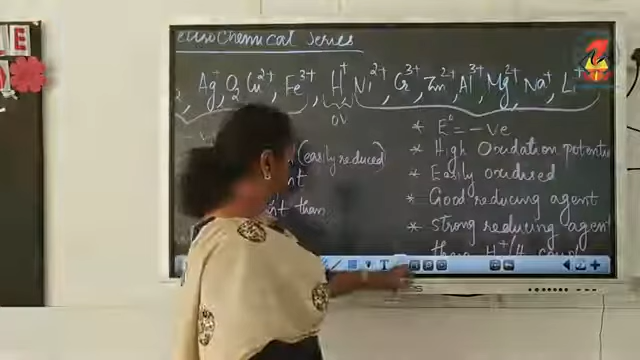 Electrochemical Series
Ag⁺, O₂, Cu²⁺, Fe³⁺, H⁺, Ni²⁺, Cr³⁺, Zn²⁺, Al³⁺, Mg²⁺, Na⁺, Li⁺
0V
* E° = -ve
(easily reduced)
* High Oxidation potential
* Easily oxidised
* Good reducing agent
than
* strong reducing agent
than H⁺/H